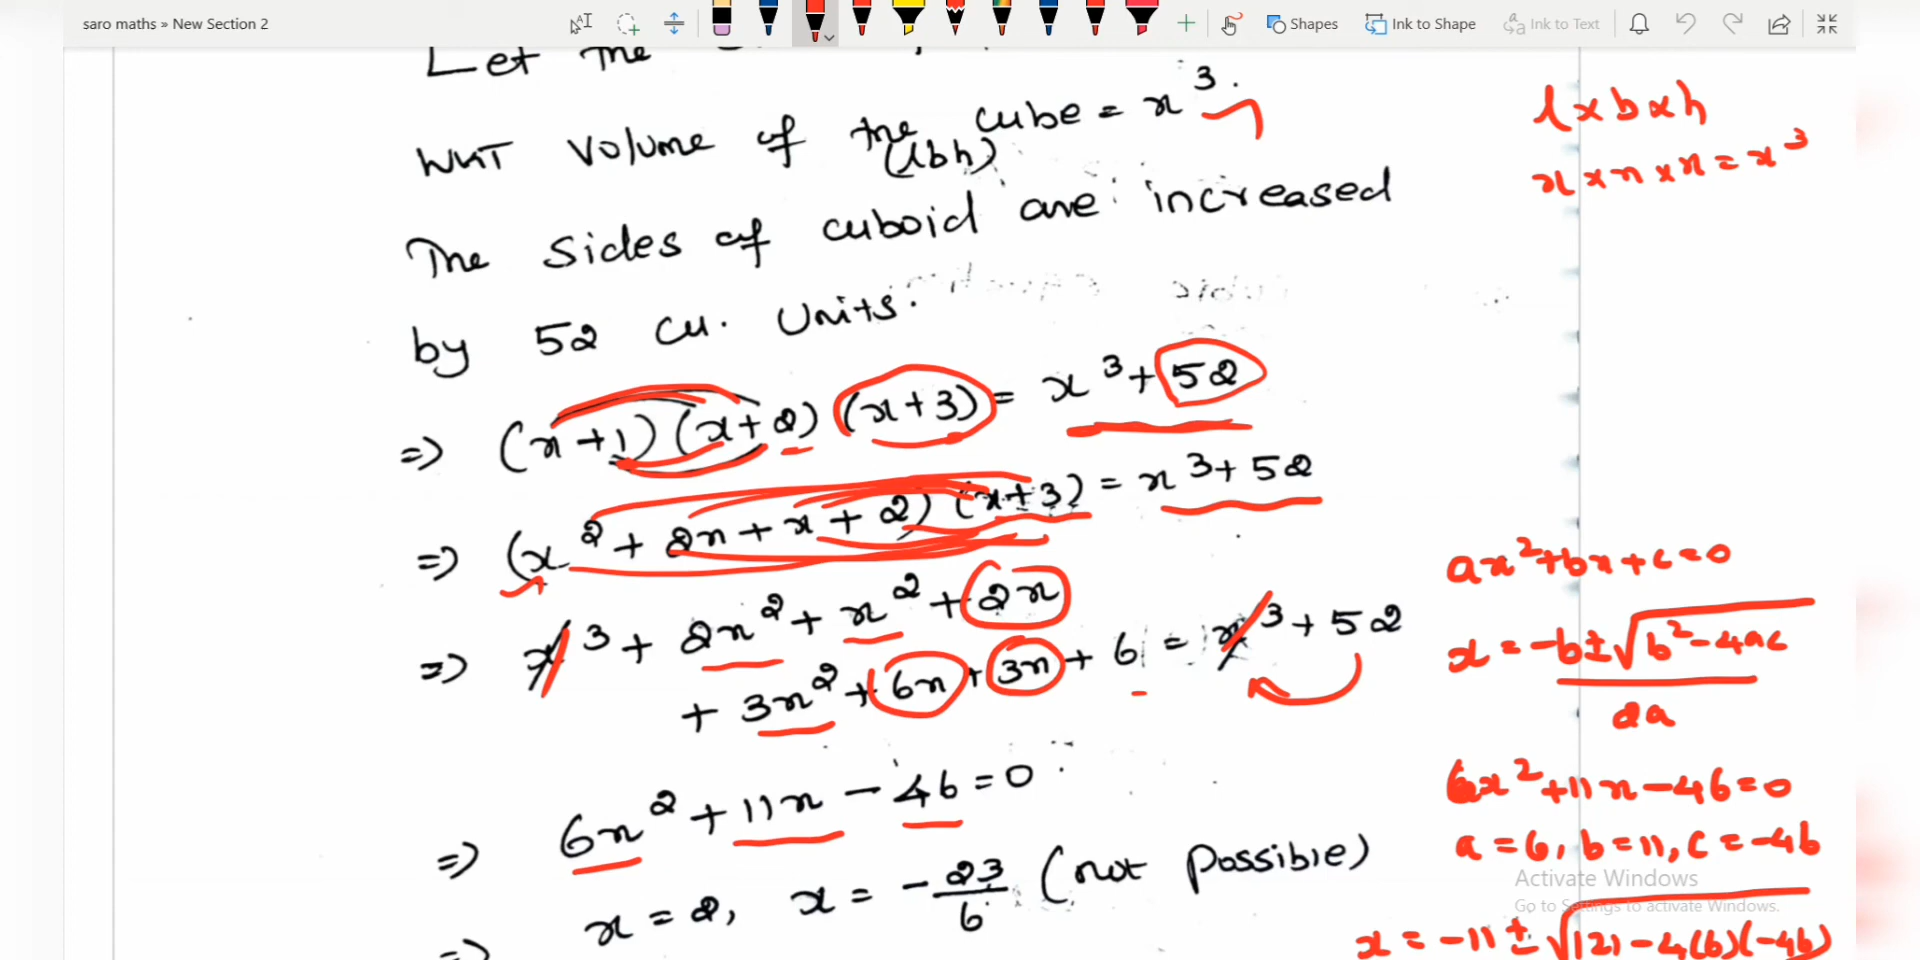 saro maths » New Section 2
Shapes
Ink to Shape
Ink to Text
Let the
WKT Volume of the cube = x³.
(lbh)
The sides of cuboid are increased
by 52 cu. Units.
=> (x+1)(x+2)(x+3) = x³+52
=> (x²+2x+x+2)(x+3) = x³+52
=> x³+2x²+x²+2x
+3x²+6x+3x+6 = x³+52
=> 6x²+11x-46=0
=> x=2, x=-23/6 (not possible)
l×b×h
x×x×x=x³
ax²+bx+c=0
x=-b±√b²-4ac
2a
6x²+11x-46=0
a=6, b=11, c=-46
Activate Windows
Go to Settings to activate Windows.
x=-11±√121-4(6)(-46)